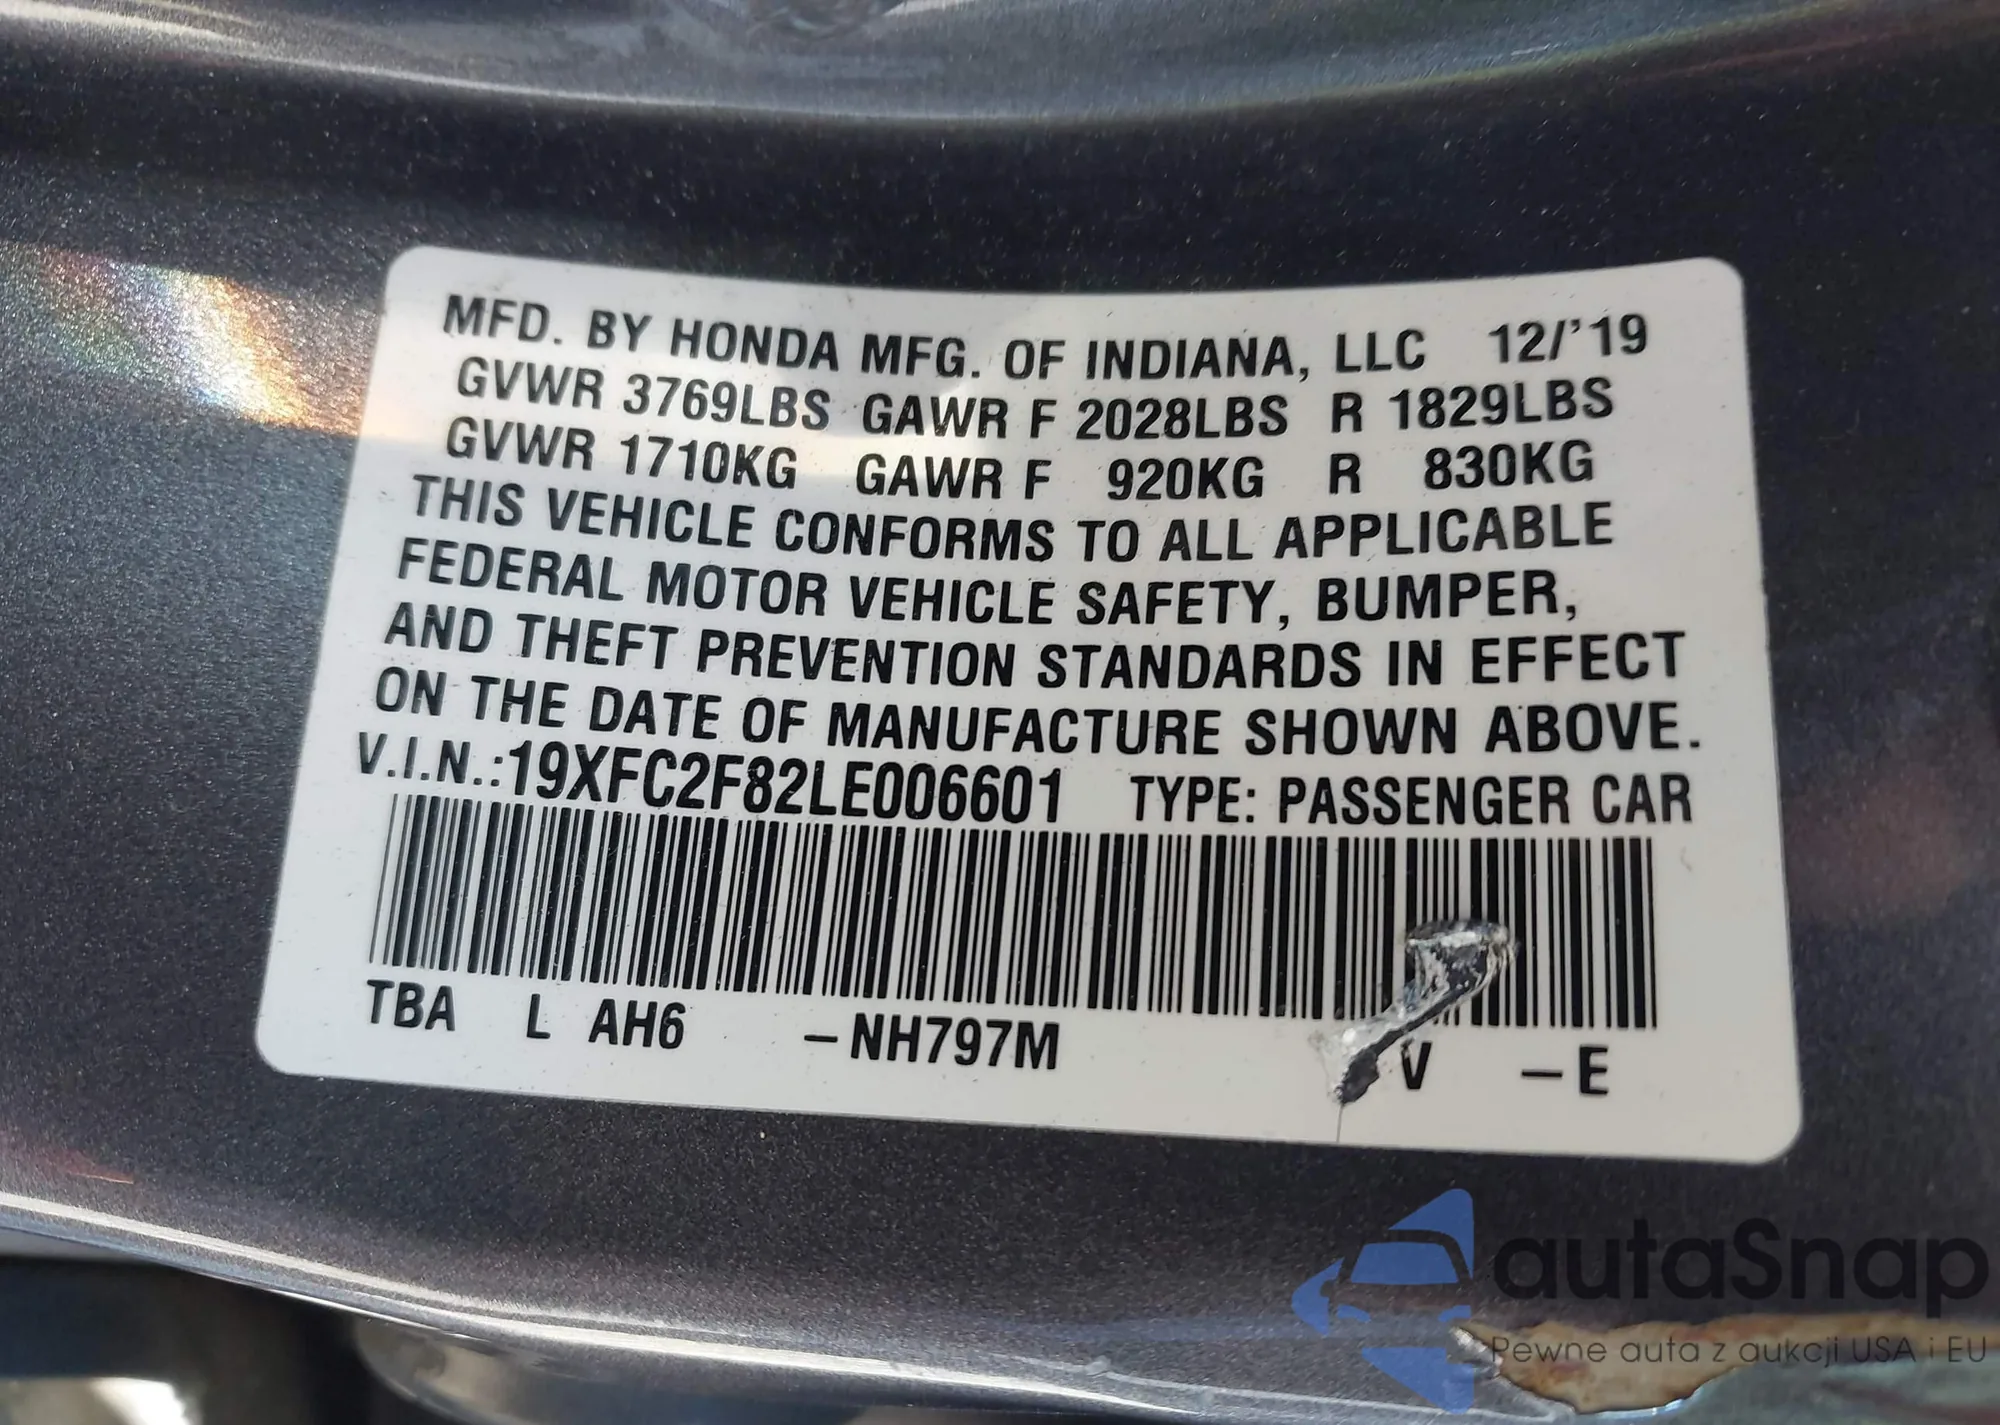 MFD. BY HONDA MFG. OF INDIANA, LLC 12/'19
GVWR 3769LBS GAWR F 2028LBS R 1829LBS
GVWR 1710KG GAWR F 920KG R 830KG
THIS VEHICLE CONFORMS TO ALL APPLICABLE
FEDERAL MOTOR VEHICLE SAFETY, BUMPER,
AND THEFT PREVENTION STANDARDS IN EFFECT
ON THE DATE OF MANUFACTURE SHOWN ABOVE.
V.I.N.:19XFC2F82LE006601 TYPE: PASSENGER CAR
TBA L AH6 –NH797M V –E
autaSnap
Pewne auta z aukcji USA i EU